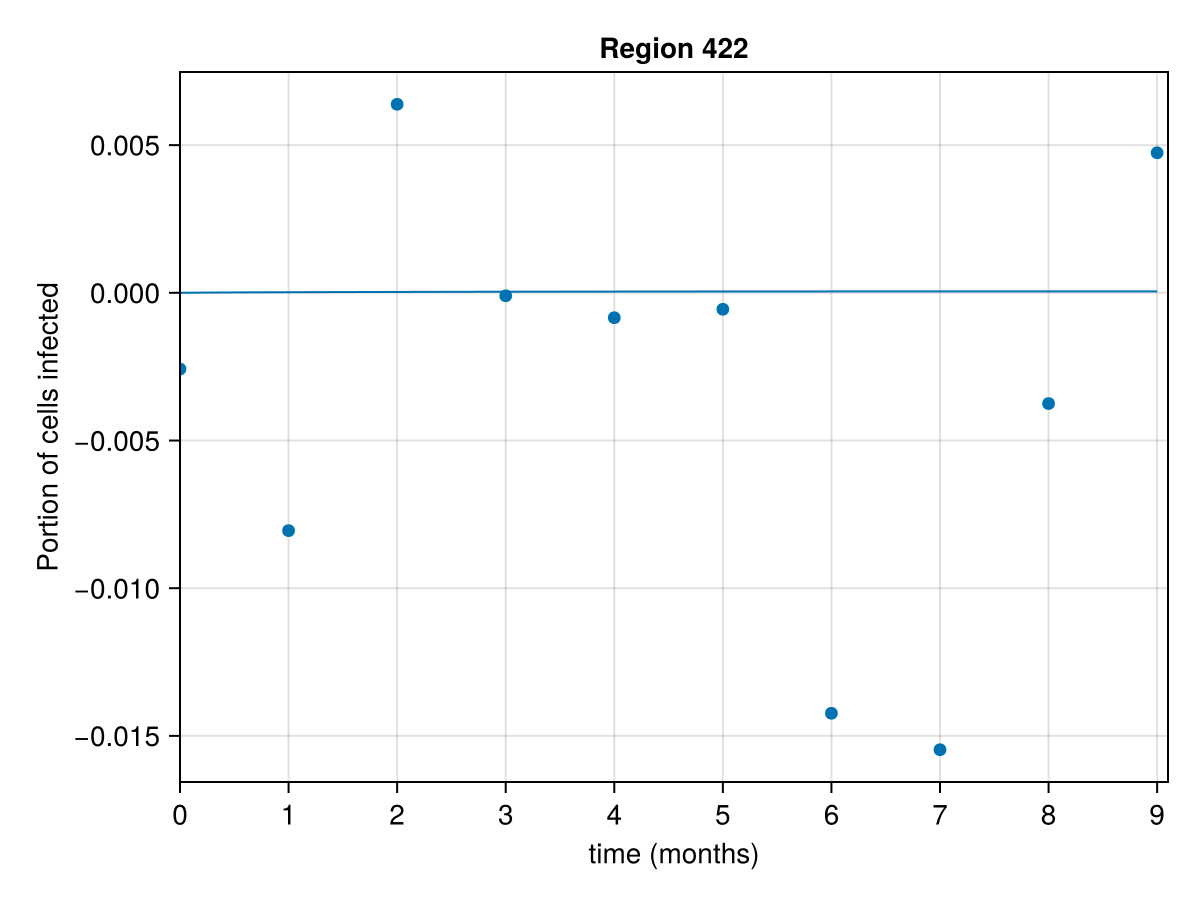 Region 422
0.005
0.000
−0.005
−0.010
−0.015
Portion of cells infected
0 1 2 3 4 5 6 7 8 9
time (months)